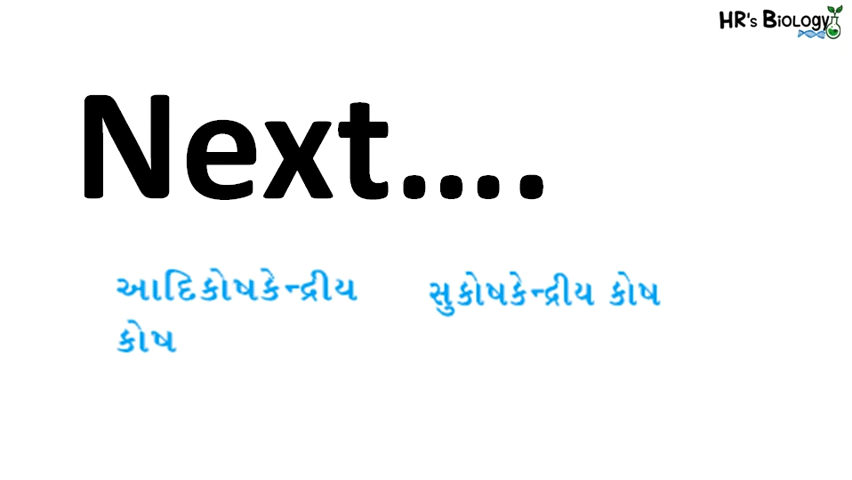 HR's Biology
Next....
આદિકોષકેન્દ્રીય
કોષ
સુકોષકેન્દ્રીય કોષ